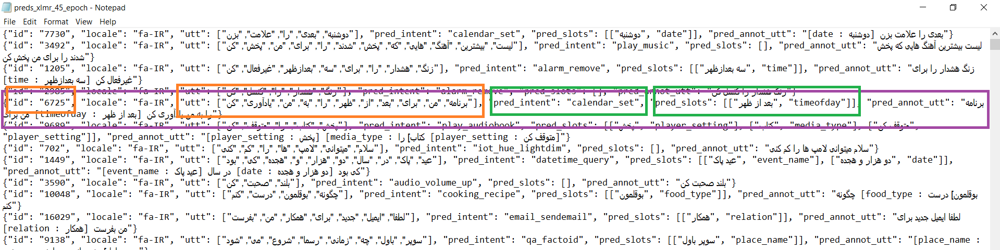 preds_xlmr_45_epoch - Notepad
File Edit Format View Help
{"id": "7730", "locale": "fa-IR", "utt": ["دوشنبه", "بعدی", "را", "علامت", "بزن"], "pred_intent": "calendar_set", "pred_slots": [["دوشنبه", "date"]], "pred_annot_utt": "[date : دوشنبه] بعدی را علامت بزن"}
{"id": "3492", "locale": "fa-IR", "utt": ["لیست", "بیشترین", "آهنگ", "هایی", "که", "پخش", "شدند", "را", "برای", "من", "پخش", "کن"], "pred_intent": "play_music", "pred_slots": [], "pred_annot_utt": "لیست بیشترین آهنگ هایی که پخش
شدند را برای من پخش کن"}
{"id": "1205", "locale": "fa-IR", "utt": ["زنگ", "هشدار", "را", "برای", "سه", "بعدازظهر", "غیرفعال", "کن"], "pred_intent": "alarm_remove", "pred_slots": [["سه بعدازظهر", "time"]], "pred_annot_utt": "زنگ هشدار را برای
[time : سه بعدازظهر] غیرفعال کن"}
{"id": "2985", "locale": "fa-IR", "utt": ["زنگ", "هشدار", "را", "کنسل", "کن"], "pred_intent": "alarm_remove", "pred_slots": [], "pred_annot_utt": "زنگ هشدار را کنسل کن"}
{"id": "6725", "locale": "fa-IR", "utt": ["برنامه", "من", "برای", "بعد", "از", "ظهر", "را", "به", "من", "یادآوری", "کن"], "pred_intent": "calendar_set", "pred_slots": [["بعد از ظهر", "timeofday"]], "pred_annot_utt": "برنامه
من برای [timeofday : بعد از ظهر] را به من یادآوری کن"}
{"id": "9689", "locale": "fa-IR", "utt": ["پخش", "کتاب", "را", "متوقف", "کن"], "pred_intent": "play_audiobook", "pred_slots": [["پخش", "player_setting"], ["کتاب", "media_type"], ["متوقف کن",
"player_setting"]], "pred_annot_utt": "[player_setting : پخش] [media_type : کتاب] را [player_setting : متوقف کن]"}
{"id": "702", "locale": "fa-IR", "utt": ["سلام", "میتوانی", "لامپ", "ها", "را", "کم", "کنی"], "pred_intent": "iot_hue_lightdim", "pred_slots": [], "pred_annot_utt": "سلام میتوانی لامپ ها را کم کنی"}
{"id": "1449", "locale": "fa-IR", "utt": ["عید", "پاک", "در", "سال", "دو", "هزار", "و", "هجده", "کی", "بود"], "pred_intent": "datetime_query", "pred_slots": [["عید پاک", "event_name"], ["دو هزار و هجده", "date"]],
"pred_annot_utt": "[event_name : عید پاک] در سال [date : دو هزار و هجده] کی بود"}
{"id": "3590", "locale": "fa-IR", "utt": ["بلند", "صحبت", "کن"], "pred_intent": "audio_volume_up", "pred_slots": [], "pred_annot_utt": "بلند صحبت کن"}
{"id": "10048", "locale": "fa-IR", "utt": ["چگونه", "بوقلمون", "درست", "کنم"], "pred_intent": "cooking_recipe", "pred_slots": [["بوقلمون", "food_type"]], "pred_annot_utt": "چگونه [food_type : بوقلمون] درست
کنم"}
{"id": "16029", "locale": "fa-IR", "utt": ["لطفا", "ایمیل", "جدید", "برای", "همکار", "من", "بفرست"], "pred_intent": "email_sendemail", "pred_slots": [["همکار", "relation"]], "pred_annot_utt": "لطفا ایمیل جدید برای
[relation : همکار] من بفرست"}
{"id": "9138", "locale": "fa-IR", "utt": ["سوپر", "باول", "چه", "زمانی", "رسما", "شروع", "می", "شود"], "pred_intent": "qa_factoid", "pred_slots": [["سوپر باول", "place_name"]], "pred_annot_utt": "[place_name :